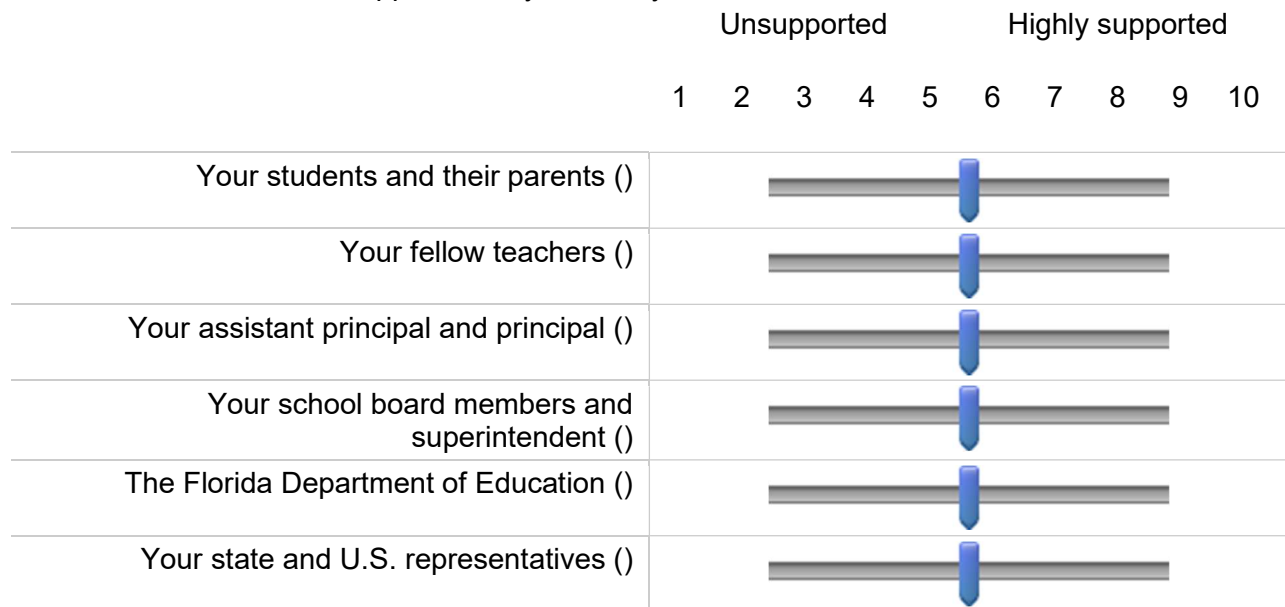 Unsupported Highly supported
1 2 3 4 5 6 7 8 9 10
Your students and their parents ()
Your fellow teachers ()
Your assistant principal and principal ()
Your school board members and
superintendent ()
The Florida Department of Education ()
Your state and U.S. representatives ()